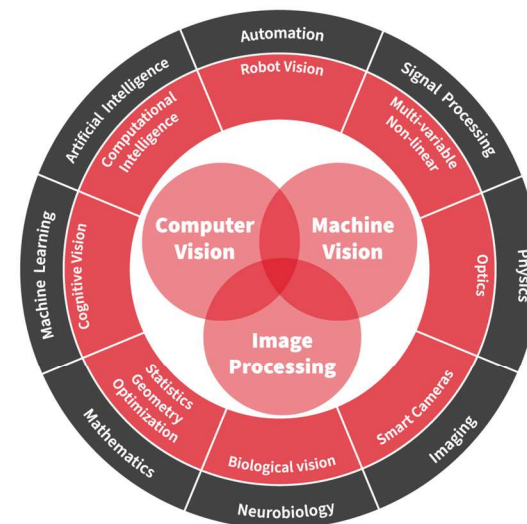 Automation
Robot Vision
Signal Processing
Multi-variable
Non-linear
Physics
Optics
Imaging
Smart Cameras
Neurobiology
Biological vision
Mathematics
Statistics
Geometry
Optimization
Machine Learning
Cognitive Vision
Artificial Intelligence
Computational
Intelligence
Computer
Vision
Machine
Vision
Image
Processing